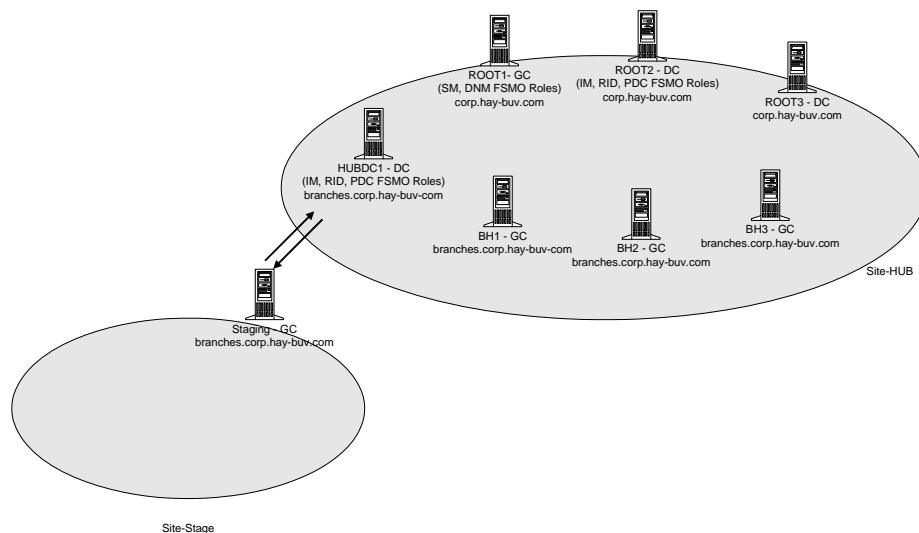 ROOT1- GC
(SM, DNM FSMO Roles)
corp.hay-buv.com
ROOT2 - DC
(IM, RID, PDC FSMO Roles)
corp.hay-buv.com
ROOT3 - DC
corp.hay-buv.com
HUBDC1 - DC
(IM, RID, PDC FSMO Roles)
branches.corp.hay-buv-com
BH1 - GC
branches.corp.hay-buv-com
BH2 - GC
branches.corp.hay-buv.com
BH3 - GC
branches.corp.hay-buv.com
Site-HUB
Staging - GC
branches.corp.hay-buv.com
Site-Stage